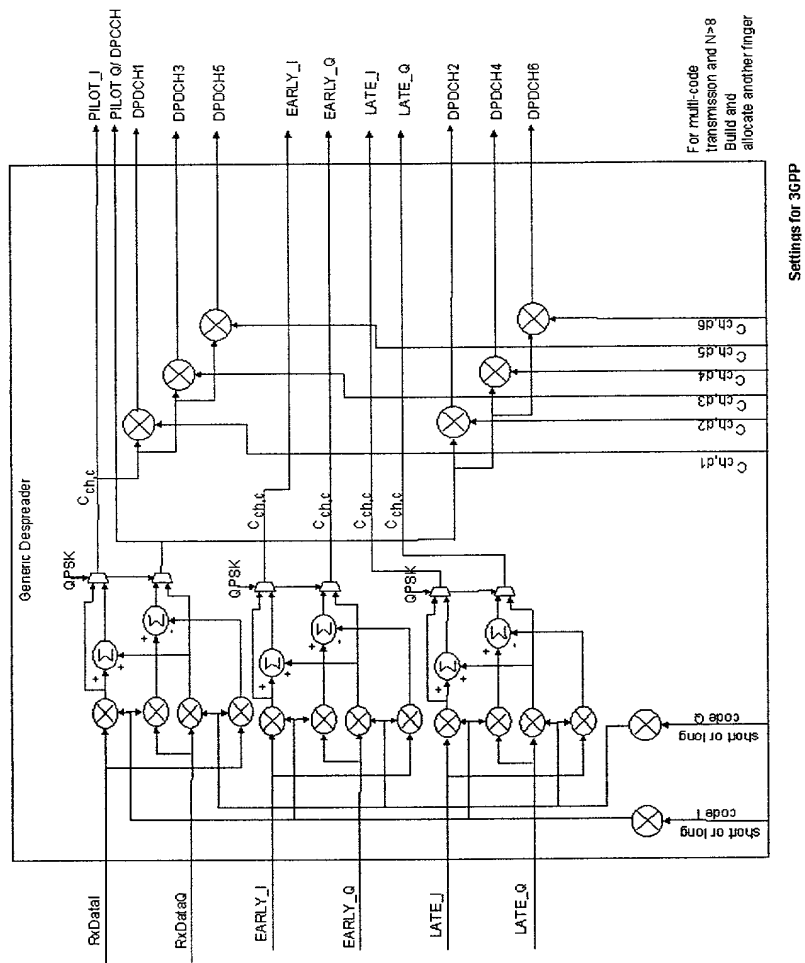 Generic Despreader
RxDataI
RxDataQ
EARLY_I
EARLY_Q
LATE_I
LATE_Q
QPSK
QPSK
QPSK
+
+
Σ
+
-
Σ
+
+
Σ
+
-
Σ
+
+
Σ
+
-
Σ
C ch,c
C ch,c
C ch,c
C ch,c
C ch,c
short or long
code I
short or long
code Q
C ch,d1
C ch,d2
C ch,d3
C ch,d4
C ch,d5
C ch,d6
PILOT_I
PILOT Q/ DPCCH
DPDCH1
DPDCH3
DPDCH5
EARLY_I
EARLY_Q
LATE_I
LATE_Q
DPDCH2
DPDCH4
DPDCH6
For multi-code
transmission and N>8
Build and
allocate another finger
Settings for 3GPP